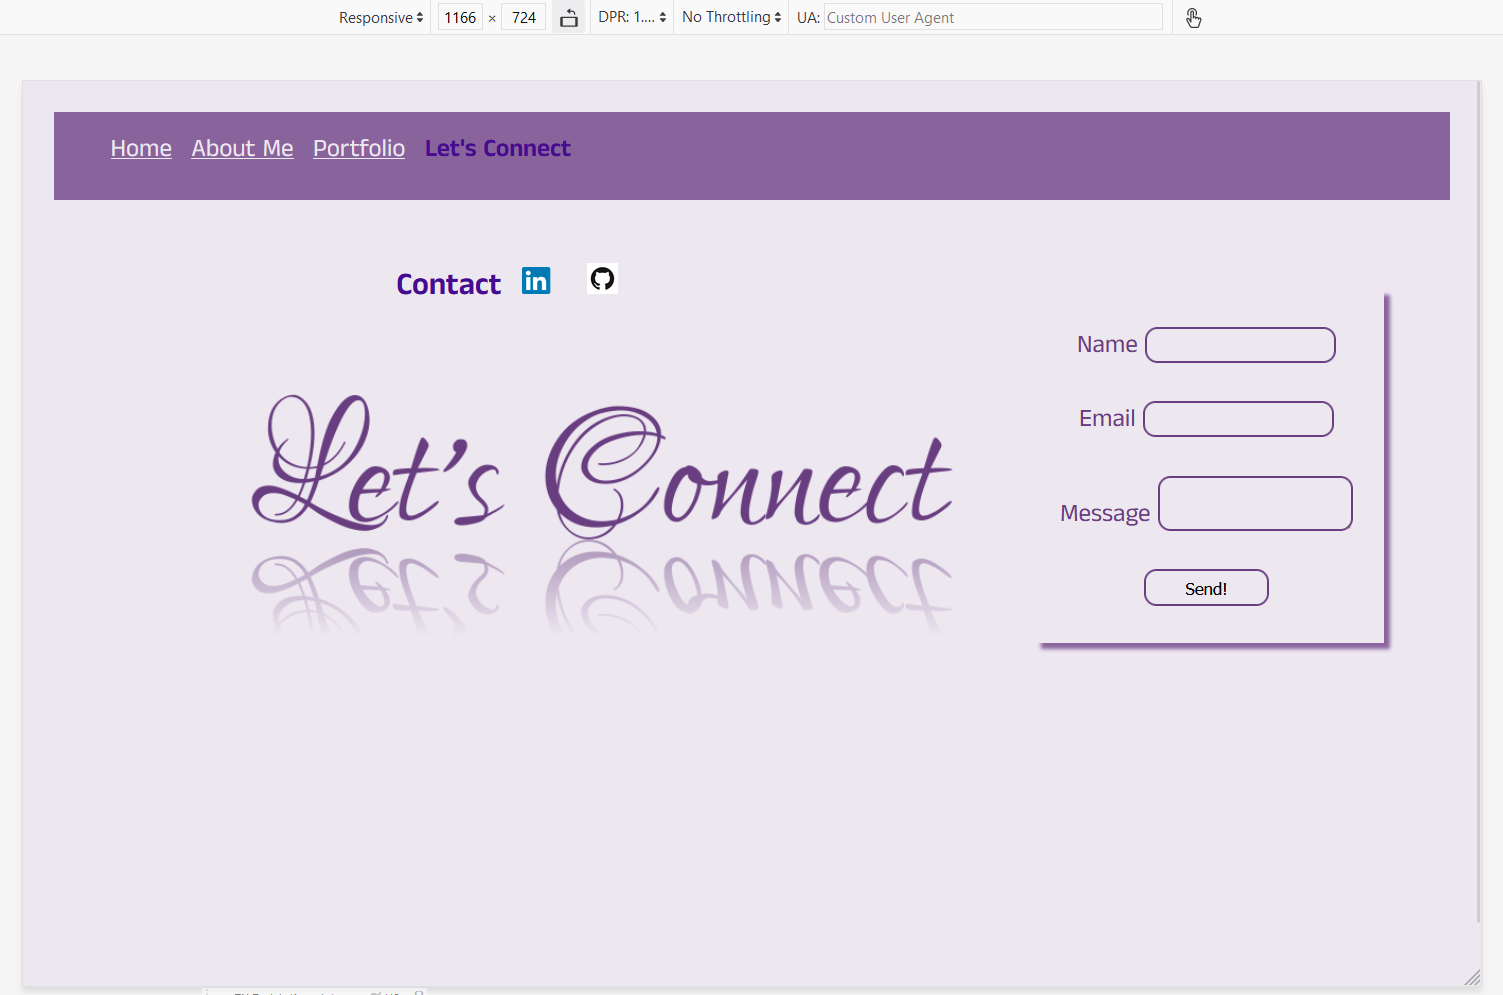 Responsive 1166 × 724 DPR: 1.... No Throttling UA: Custom User Agent
Home About Me Portfolio Let's Connect
Contact in
Name
Let's Connect
Email
Message
Send!